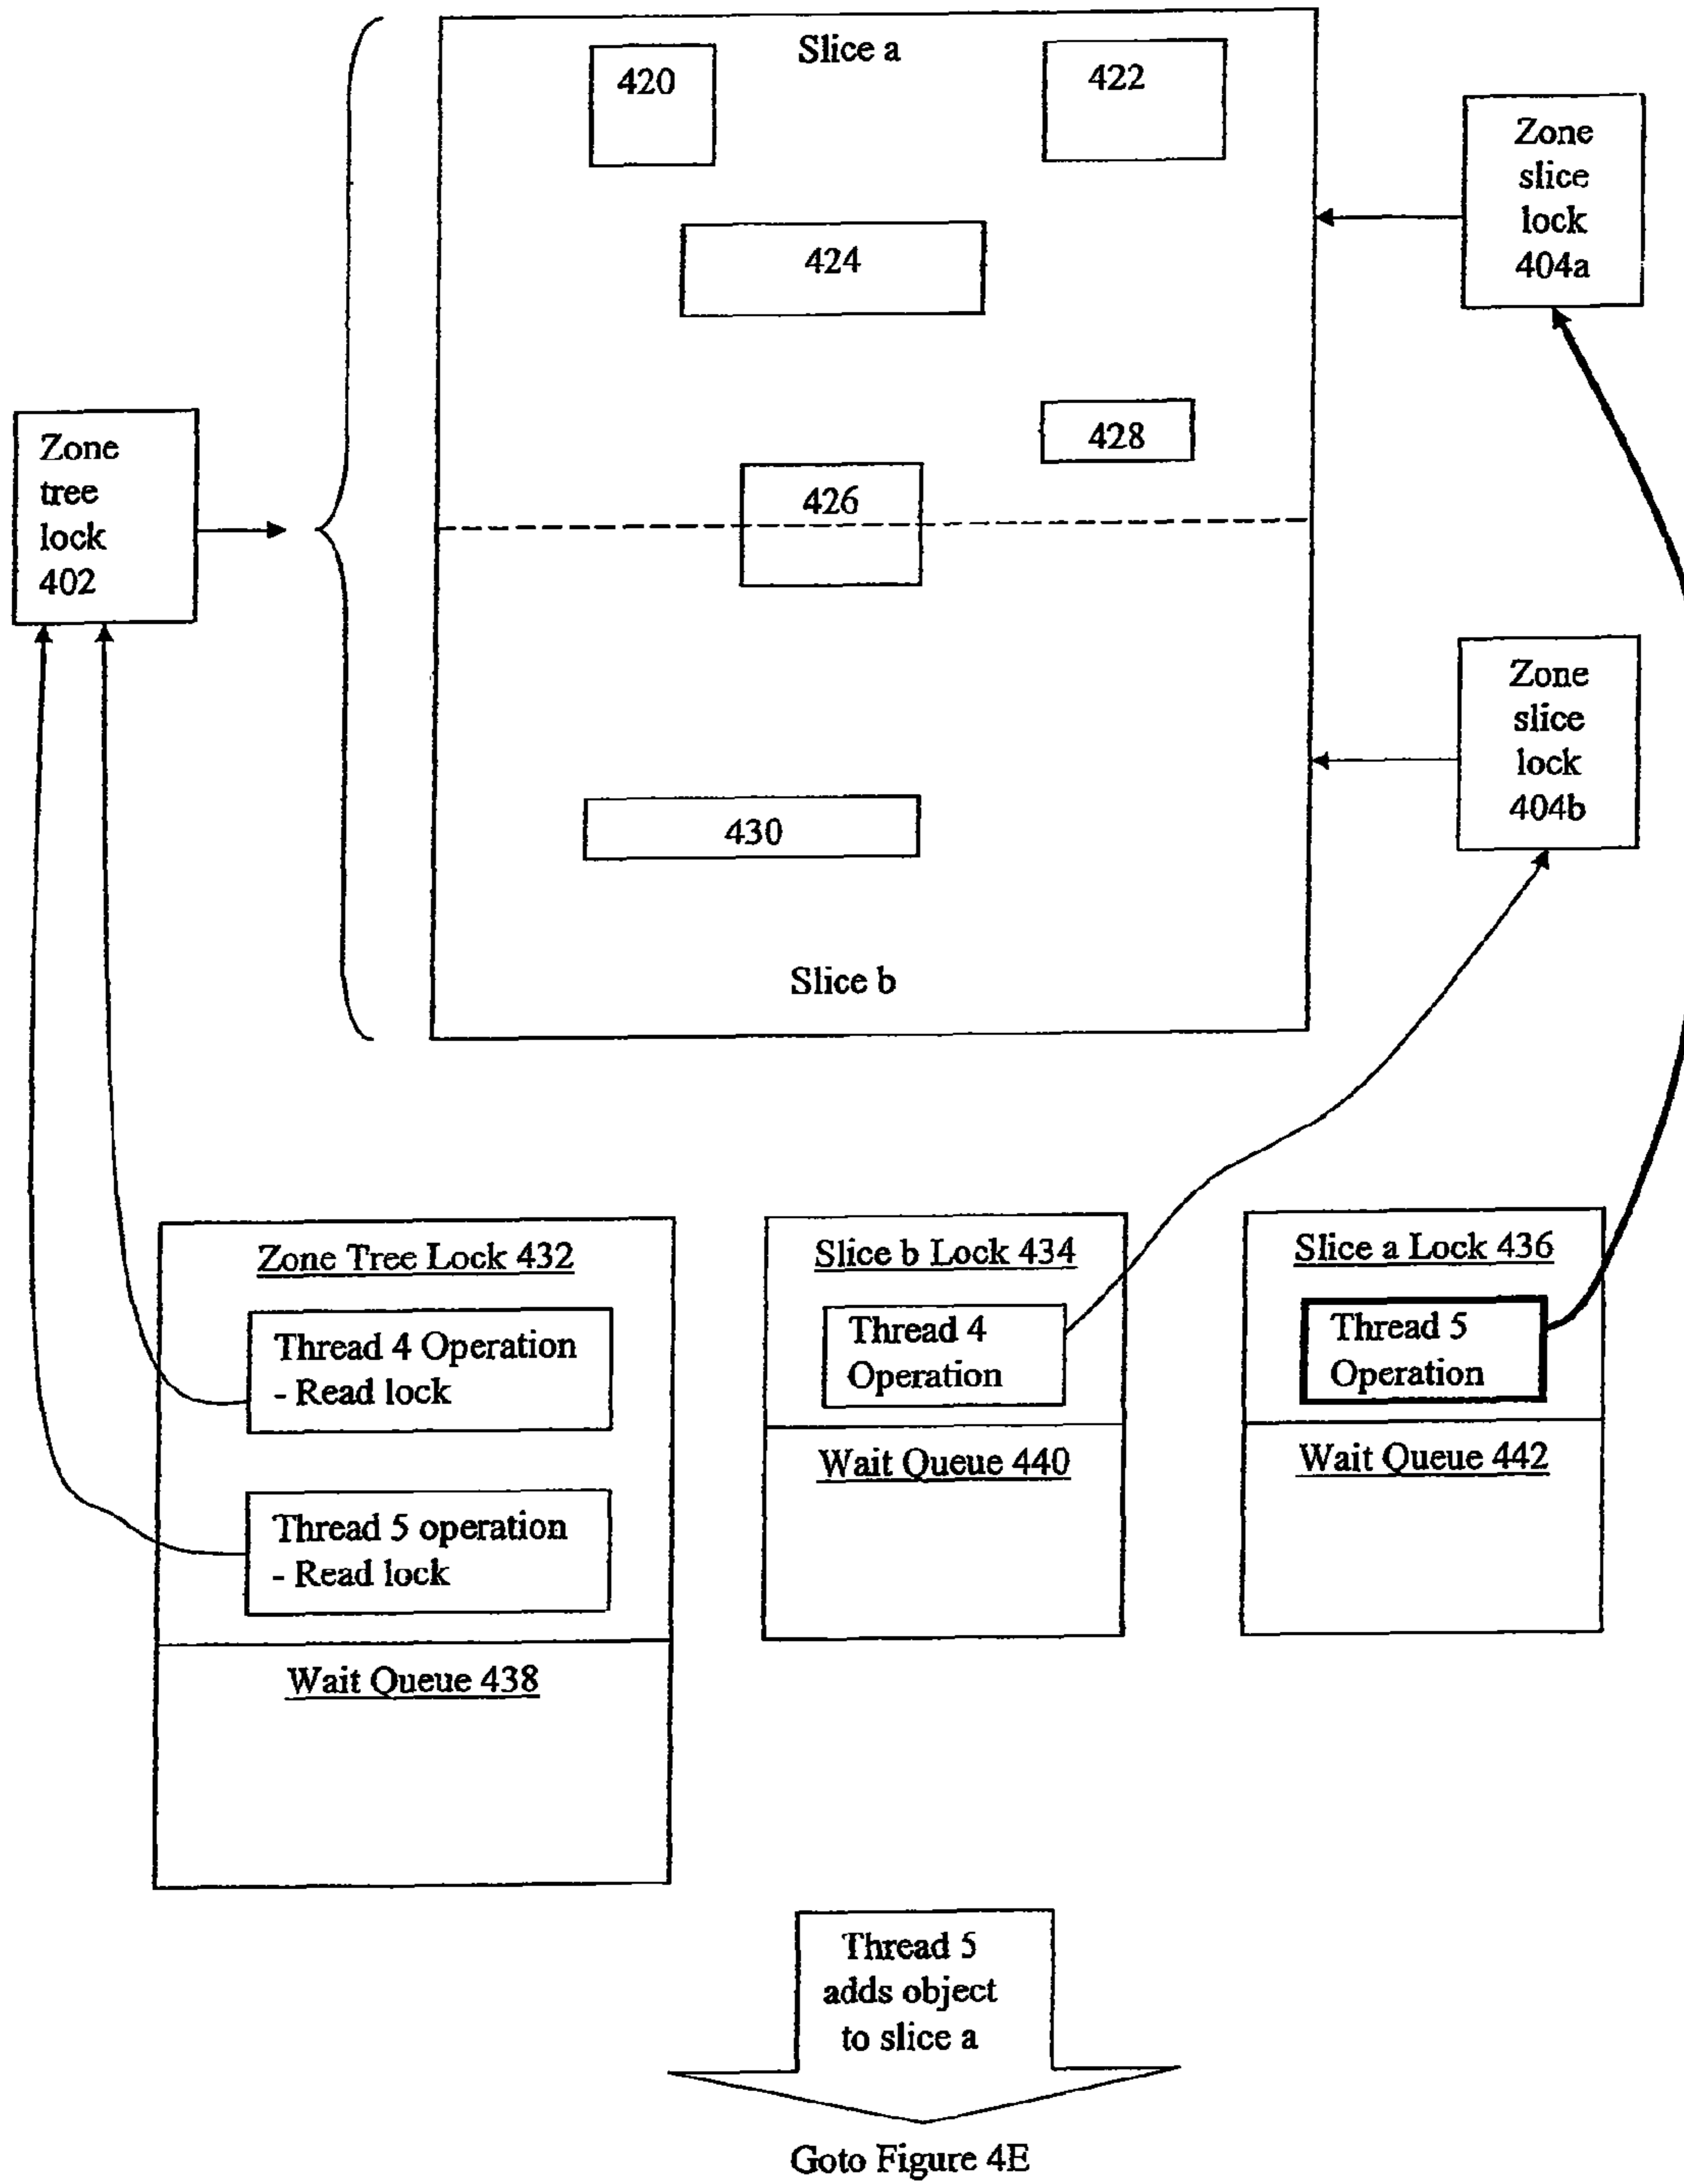 Slice a
420
422
Zone
slice
lock
404a
424
428
Zone
tree
lock
402
426
Zone
slice
lock
404b
430
Slice b
Zone Tree Lock 432
Thread 4 Operation
- Read lock
Thread 5 operation
- Read lock
Wait Queue 438
Slice b Lock 434
Thread 4
Operation
Wait Queue 440
Slice a Lock 436
Thread 5
Operation
Wait Queue 442
Thread 5
adds object
to slice a
Goto Figure 4E